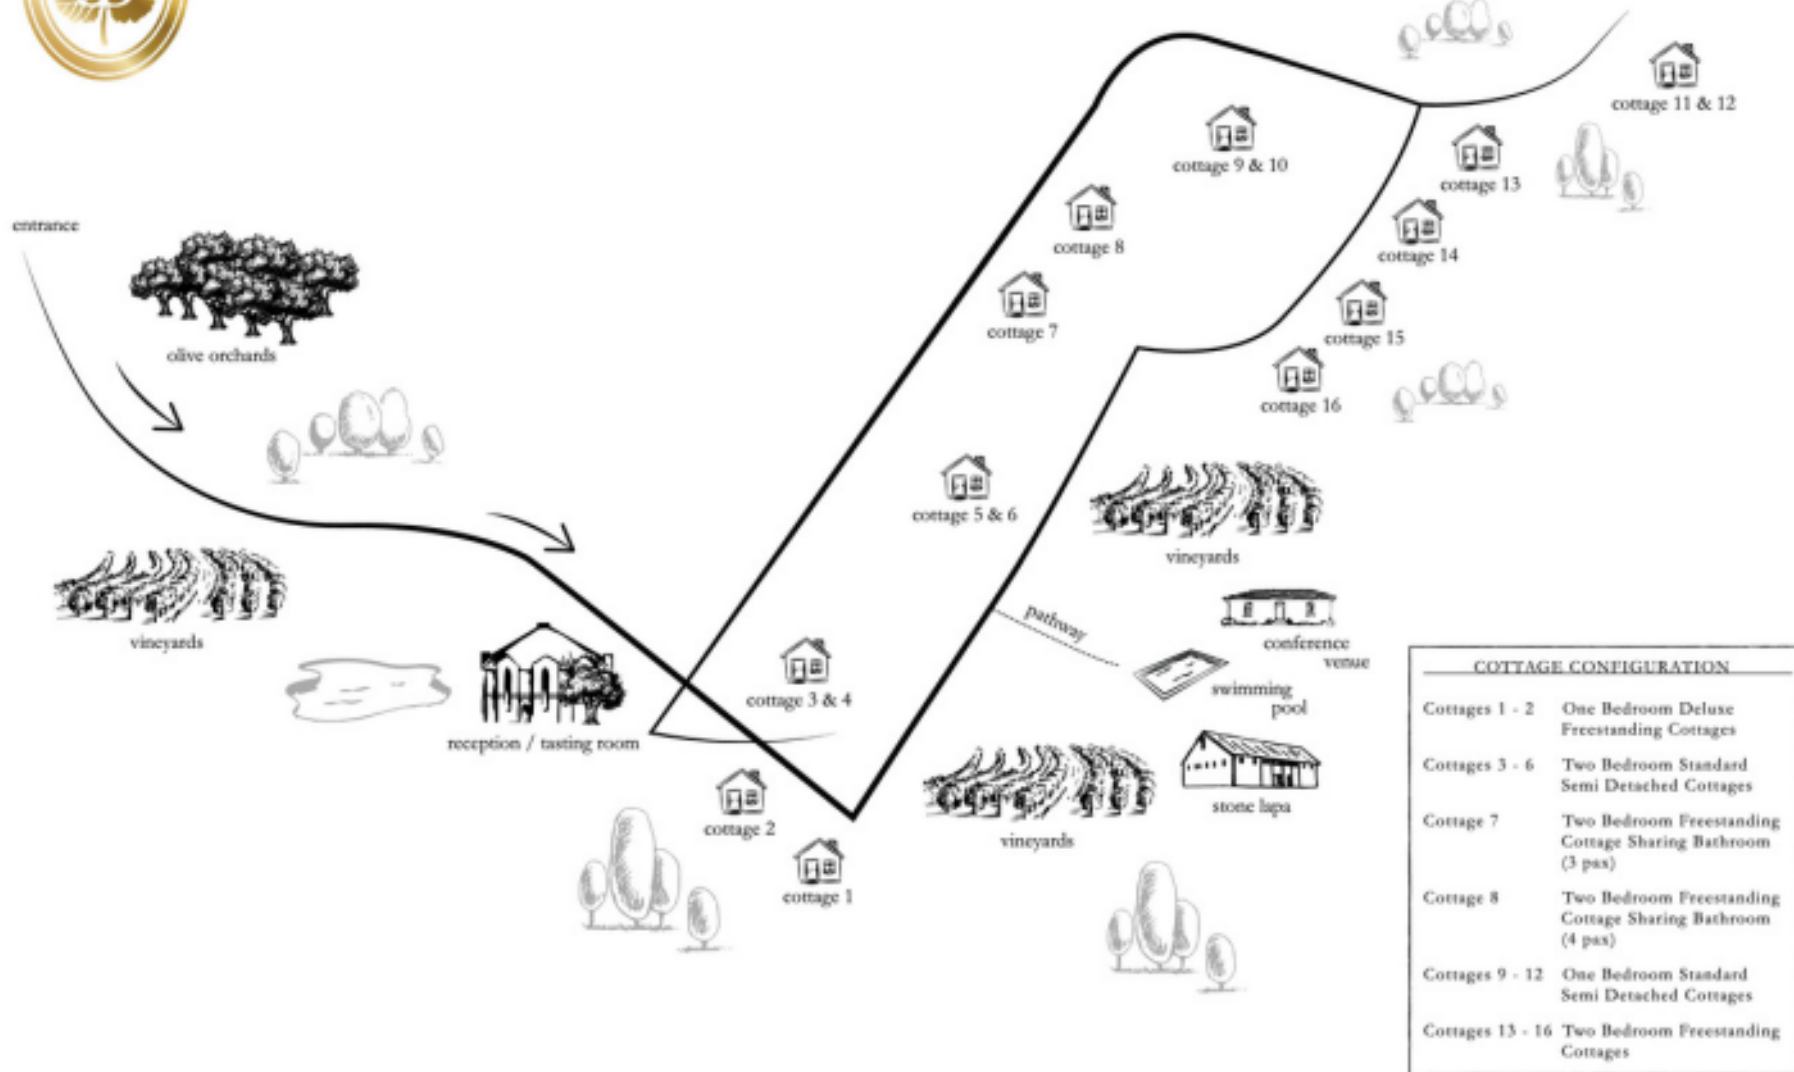 entrance
olive orchards
vineyards
reception / tasting room
cottage 11 & 12
cottage 9 & 10
cottage 13
cottage 8
cottage 14
cottage 7
cottage 15
cottage 16
cottage 5 & 6
vineyards
pathway
conference
venue
swimming
pool
cottage 3 & 4
stone lapa
cottage 2
vineyards
cottage 1
COTTAGE CONFIGURATION
Cottages 1 - 2 One Bedroom Deluxe
Freestanding Cottages
Cottages 3 - 6 Two Bedroom Standard
Semi Detached Cottages
Cottage 7 Two Bedroom Freestanding
Cottage Sharing Bathroom
(3 pax)
Cottage 8 Two Bedroom Freestanding
Cottage Sharing Bathroom
(4 pax)
Cottages 9 - 12 One Bedroom Standard
Semi Detached Cottages
Cottages 13 - 16 Two Bedroom Freestanding
Cottages